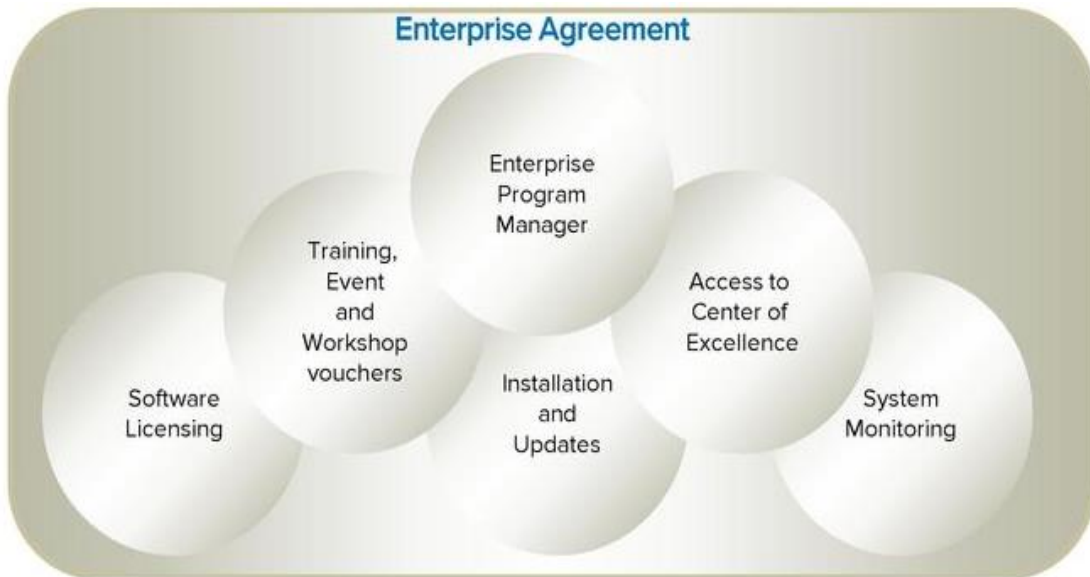 Enterprise Agreement
Enterprise
Program
Manager
Training,
Event
and
Workshop
vouchers
Access to
Center of
Excellence
Software
Licensing
Installation
and
Updates
System
Monitoring